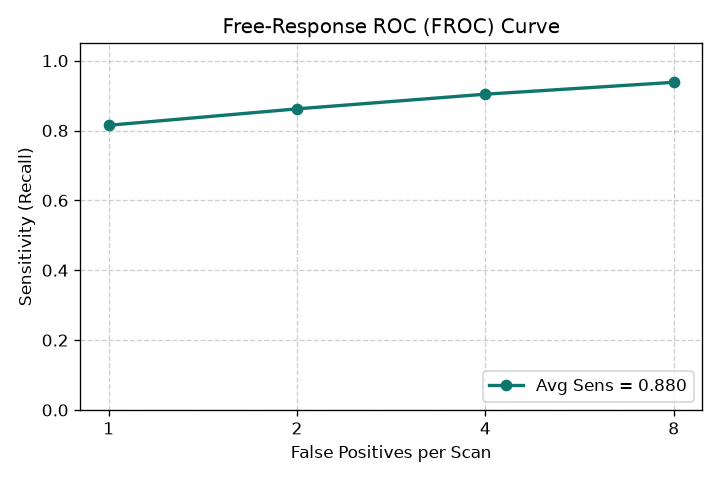 Free-Response ROC (FROC) Curve
Sensitivity (Recall)
1.0
0.8
0.6
0.4
0.2
0.0
Avg Sens = 0.880
1 2 4 8
False Positives per Scan